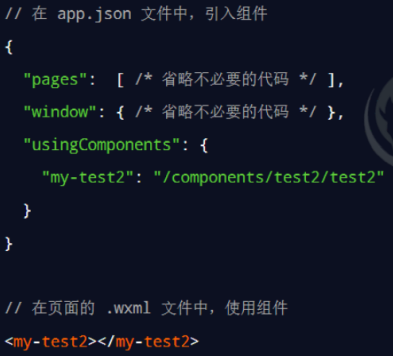 // 在 app.json 文件中，引入组件
{
"pages": [ /* 省略不必要的代码 */ ],
"window": { /* 省略不必要的代码 */ },
"usingComponents": {
"my-test2": "/components/test2/test2"
}
}
// 在页面的 .wxml 文件中，使用组件
<my-test2></my-test2>